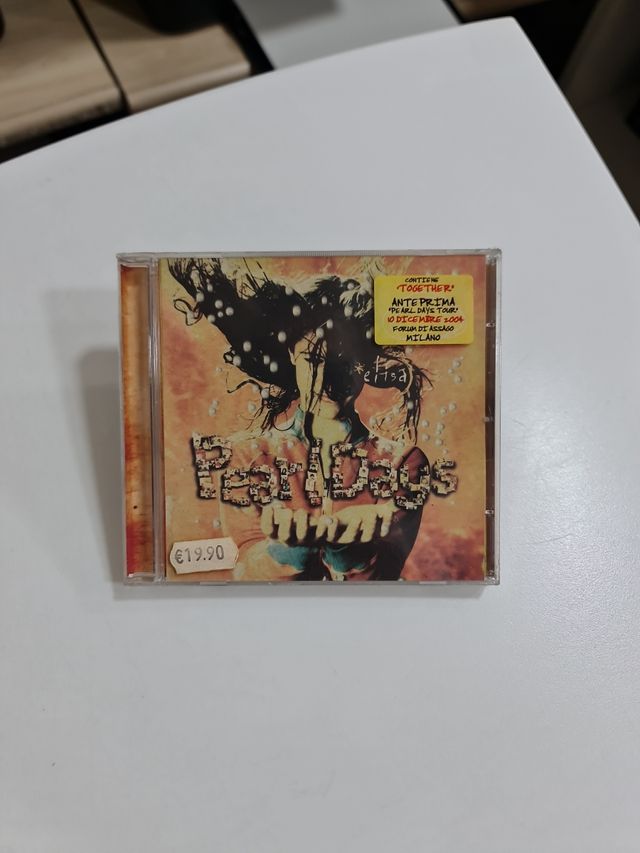 CONTIENE
"TOGETHER"
ANTEPRIMA
"PEARL DAYS TOUR"
10 DICEMBRE 2004
FORUM DI ASSAGO
MILANO
*elisa
Pearl Days
€19.90